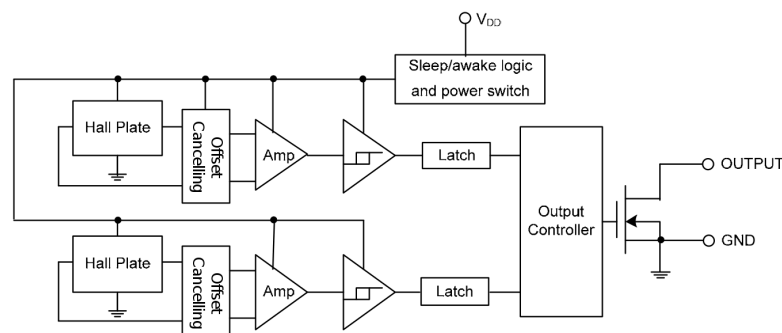 VDD
Sleep/awake logic
and power switch
Hall Plate
Offset
Cancelling
Amp
Latch
Output
Controller
OUTPUT
GND
Hall Plate
Offset
Cancelling
Amp
Latch